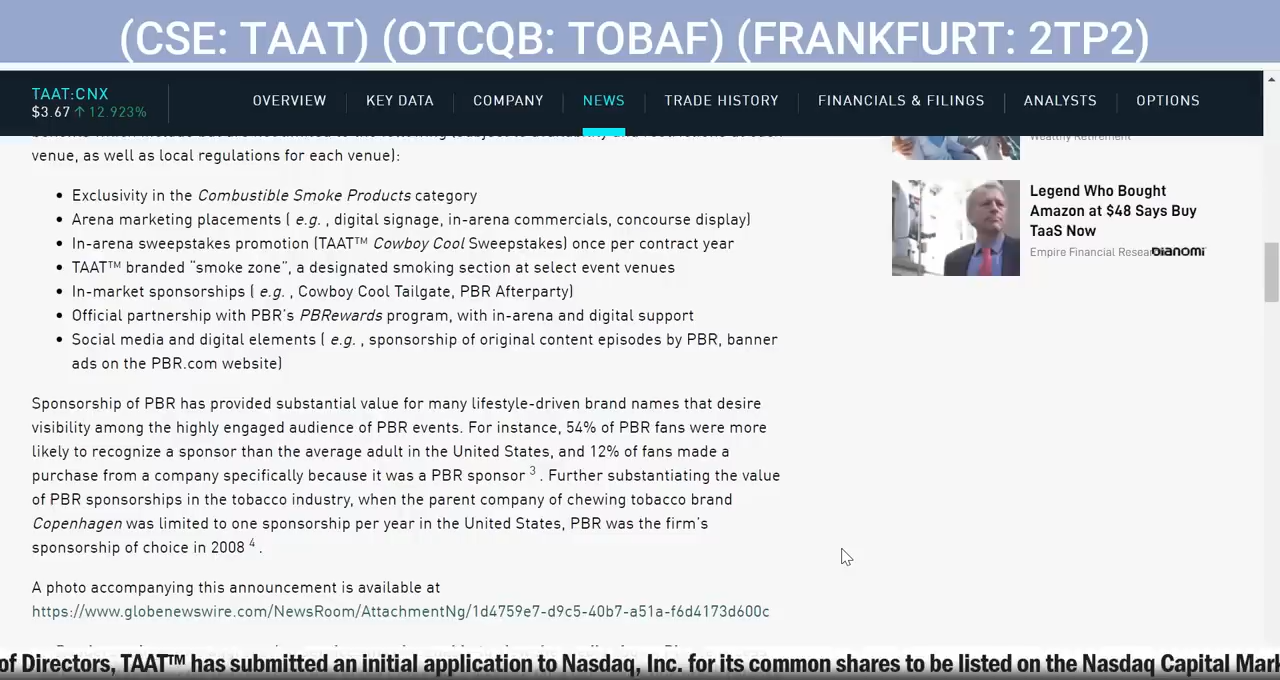 (CSE: TAAT) (OTCQB: TOBAF) (FRANKFURT: 2TP2)
TAAT:CNX
$3.67 ↑ 12.923%
OVERVIEW
KEY DATA
COMPANY
NEWS
TRADE HISTORY
FINANCIALS & FILINGS
ANALYSTS
OPTIONS
venue, as well as local regulations for each venue):
• Exclusivity in the Combustible Smoke Products category
• Arena marketing placements ( e.g. , digital signage, in-arena commercials, concourse display)
• In-arena sweepstakes promotion (TAAT™ Cowboy Cool Sweepstakes) once per contract year
• TAAT™ branded “smoke zone”, a designated smoking section at select event venues
• In-market sponsorships ( e.g. , Cowboy Cool Tailgate, PBR Afterparty)
• Official partnership with PBR’s PBRewards program, with in-arena and digital support
• Social media and digital elements ( e.g. , sponsorship of original content episodes by PBR, banner
ads on the PBR.com website)
Sponsorship of PBR has provided substantial value for many lifestyle-driven brand names that desire
visibility among the highly engaged audience of PBR events. For instance, 54% of PBR fans were more
likely to recognize a sponsor than the average adult in the United States, and 12% of fans made a
purchase from a company specifically because it was a PBR sponsor 3 . Further substantiating the value
of PBR sponsorships in the tobacco industry, when the parent company of chewing tobacco brand
Copenhagen was limited to one sponsorship per year in the United States, PBR was the firm’s
sponsorship of choice in 2008 4 .
A photo accompanying this announcement is available at
https://www.globenewswire.com/NewsRoom/AttachmentNg/1d4759e7-d9c5-40b7-a51a-f6d4173d600c
Wealthy Retirement
Legend Who Bought
Amazon at $48 Says Buy
TaaS Now
Empire Financial Resear
DIANOMI
of Directors, TAAT™ has submitted an initial application to Nasdaq, Inc. for its common shares to be listed on the Nasdaq Capital Mark